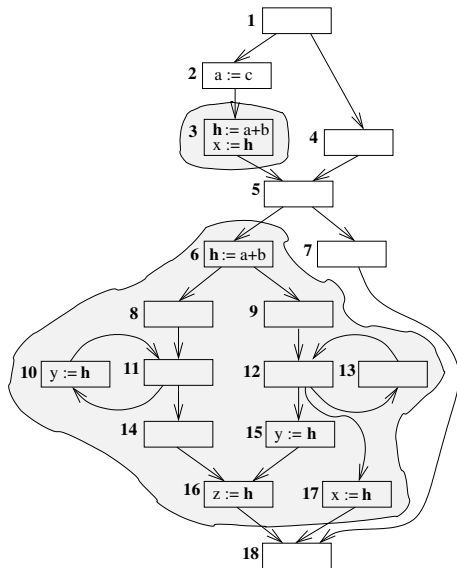 1
2 a := c
3 h := a+b
x := h
4
5
6 h := a+b
7
8
9
10 y := h
11
12
13
14
15 y := h
16 z := h
17 x := h
18